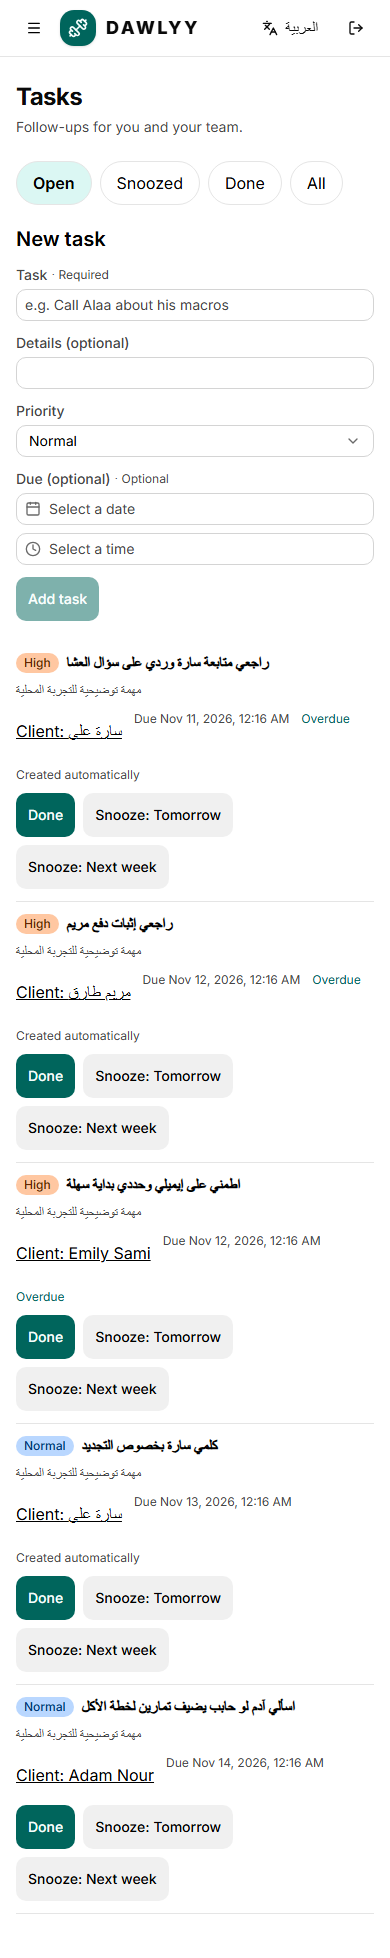 DAWLYY
العربية
Tasks
Follow-ups for you and your team.
Open Snoozed Done All
New task
Task · Required
e.g. Call Alaa about his macros
Details (optional)
Priority
Normal
Due (optional) · Optional
Select a date
Select a time
Add task
High راجعي متابعة سارة وردي على سؤال العشا
مهمة توضيحية للتجربة المحلية
Client: سارة علي Due Nov 11, 2026, 12:16 AM Overdue
Created automatically
Done Snooze: Tomorrow
Snooze: Next week
High راجعي إثبات دفع مريم
مهمة توضيحية للتجربة المحلية
Client: مريم طارق Due Nov 12, 2026, 12:16 AM Overdue
Created automatically
Done Snooze: Tomorrow
Snooze: Next week
High اطمني على إيميلي وحددي بداية سهلة
مهمة توضيحية للتجربة المحلية
Client: Emily Sami Due Nov 12, 2026, 12:16 AM
Overdue
Done Snooze: Tomorrow
Snooze: Next week
Normal كلمي سارة بخصوص التجديد
مهمة توضيحية للتجربة المحلية
Client: سارة علي Due Nov 13, 2026, 12:16 AM
Created automatically
Done Snooze: Tomorrow
Snooze: Next week
Normal اسألي آدم لو حابب يضيف تمارين لخطة الأكل
مهمة توضيحية للتجربة المحلية
Client: Adam Nour Due Nov 14, 2026, 12:16 AM
Done Snooze: Tomorrow
Snooze: Next week